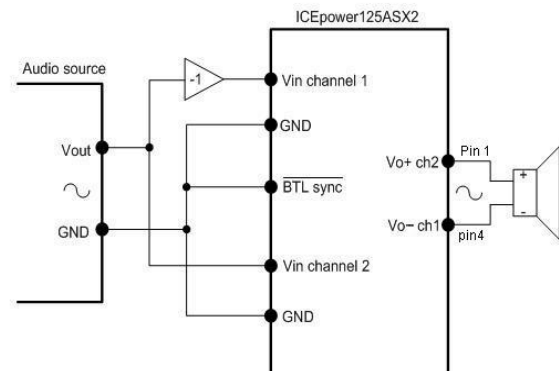 ICEpower125ASX2
Audio source
-1
Vin channel 1
Vout
GND
Vo+ ch2
Pin 1
+
BTL sync
GND
Vo− ch1
-
pin4
Vin channel 2
GND